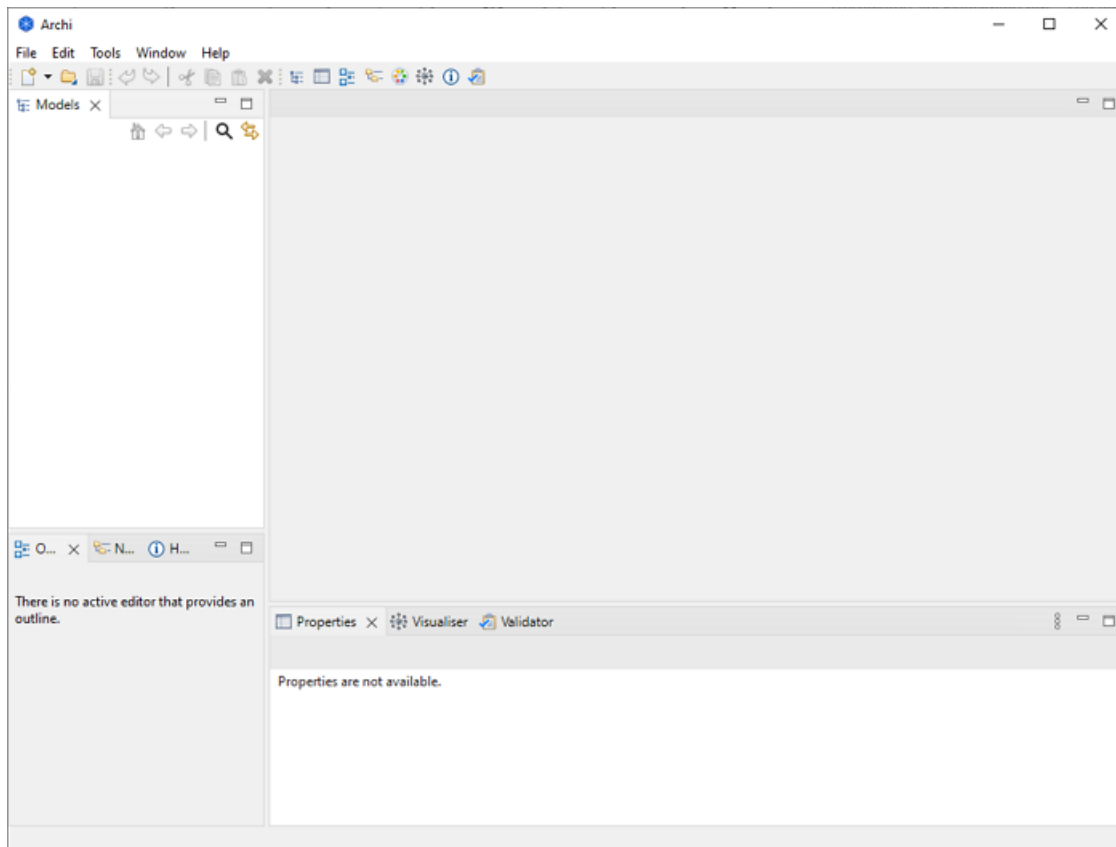 Archi
File Edit Tools Window Help
Models
O... N... H...
There is no active editor that provides an
outline.
Properties Visualiser Validator
Properties are not available.